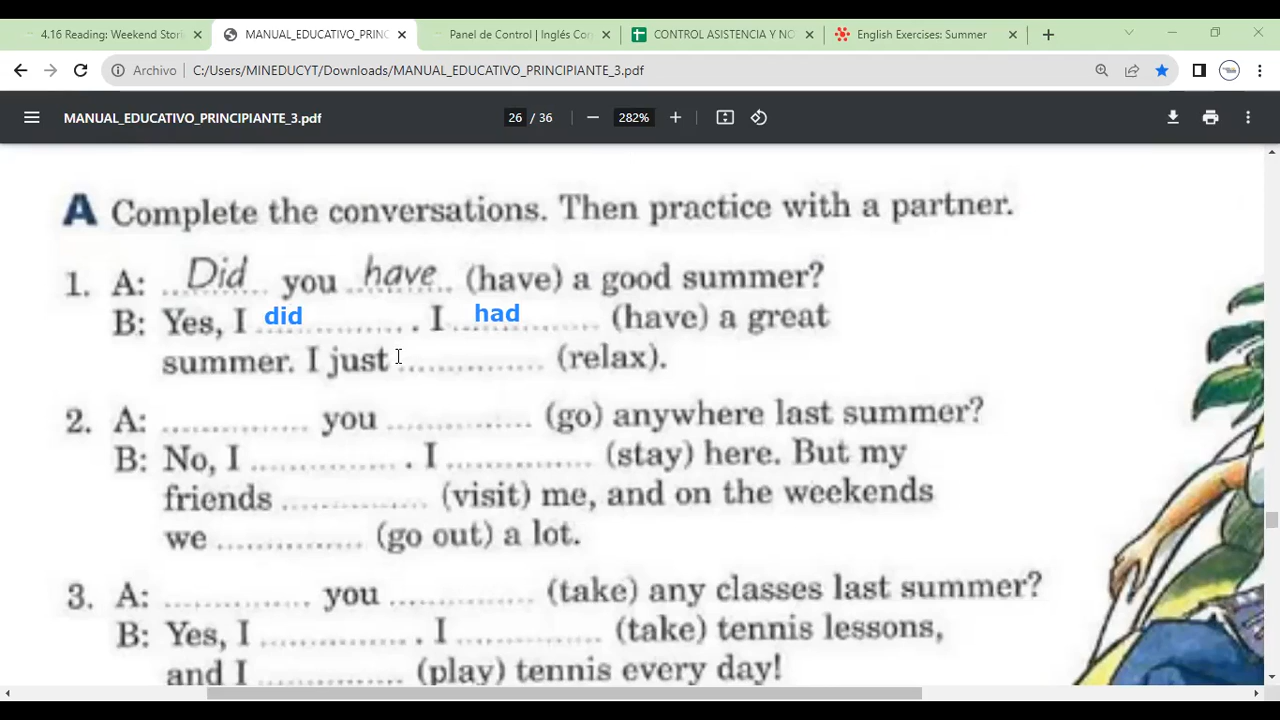 4.16 Reading: Weekend Stori
MANUAL_EDUCATIVO_PRINC
Panel de Control | Inglés Con
CONTROL ASISTENCIA Y NO
English Exercises: Summer
Archivo C:/Users/MINEDUCYT/Downloads/MANUAL_EDUCATIVO_PRINCIPIANTE_3.pdf
MANUAL_EDUCATIVO_PRINCIPIANTE_3.pdf 26 / 36 282%
A Complete the conversations. Then practice with a partner.
1. A: Did you have (have) a good summer?
B: Yes, I did . I had (have) a great
summer. I just .............. (relax).
2. A: .............. you .............. (go) anywhere last summer?
B: No, I .............. . I .............. (stay) here. But my
friends .............. (visit) me, and on the weekends
we .............. (go out) a lot.
3. A: .............. you .............. (take) any classes last summer?
B: Yes, I .............. . I .............. (take) tennis lessons,
and I .............. (play) tennis every day!